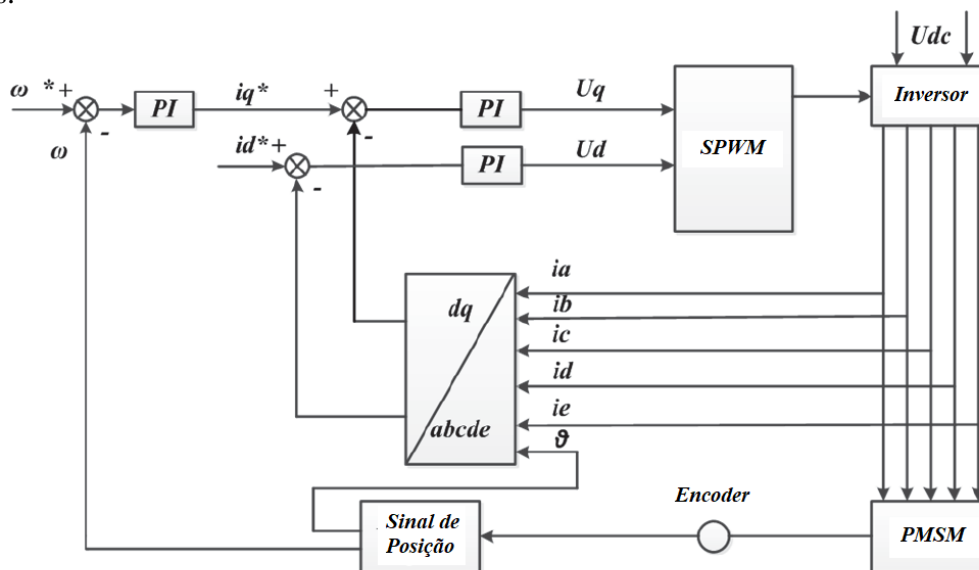 s.
Udc
ω *+
PI
iq*
+
PI
Uq
SPWM
Inversor
-
ω
id*+
-
PI
Ud
-
ia
dq
ib
ic
id
abcde
ie
ϑ
Sinal de
Posição
Encoder
PMSM